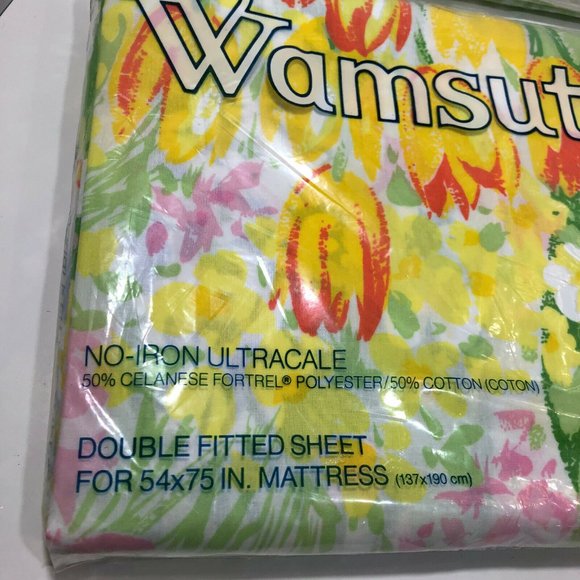 Wamsut
NO-IRON ULTRACALE
50% CELANESE FORTREL® POLYESTER/50% COTTON (COTON)
DOUBLE FITTED SHEET
FOR 54x75 IN. MATTRESS (137x190 cm)